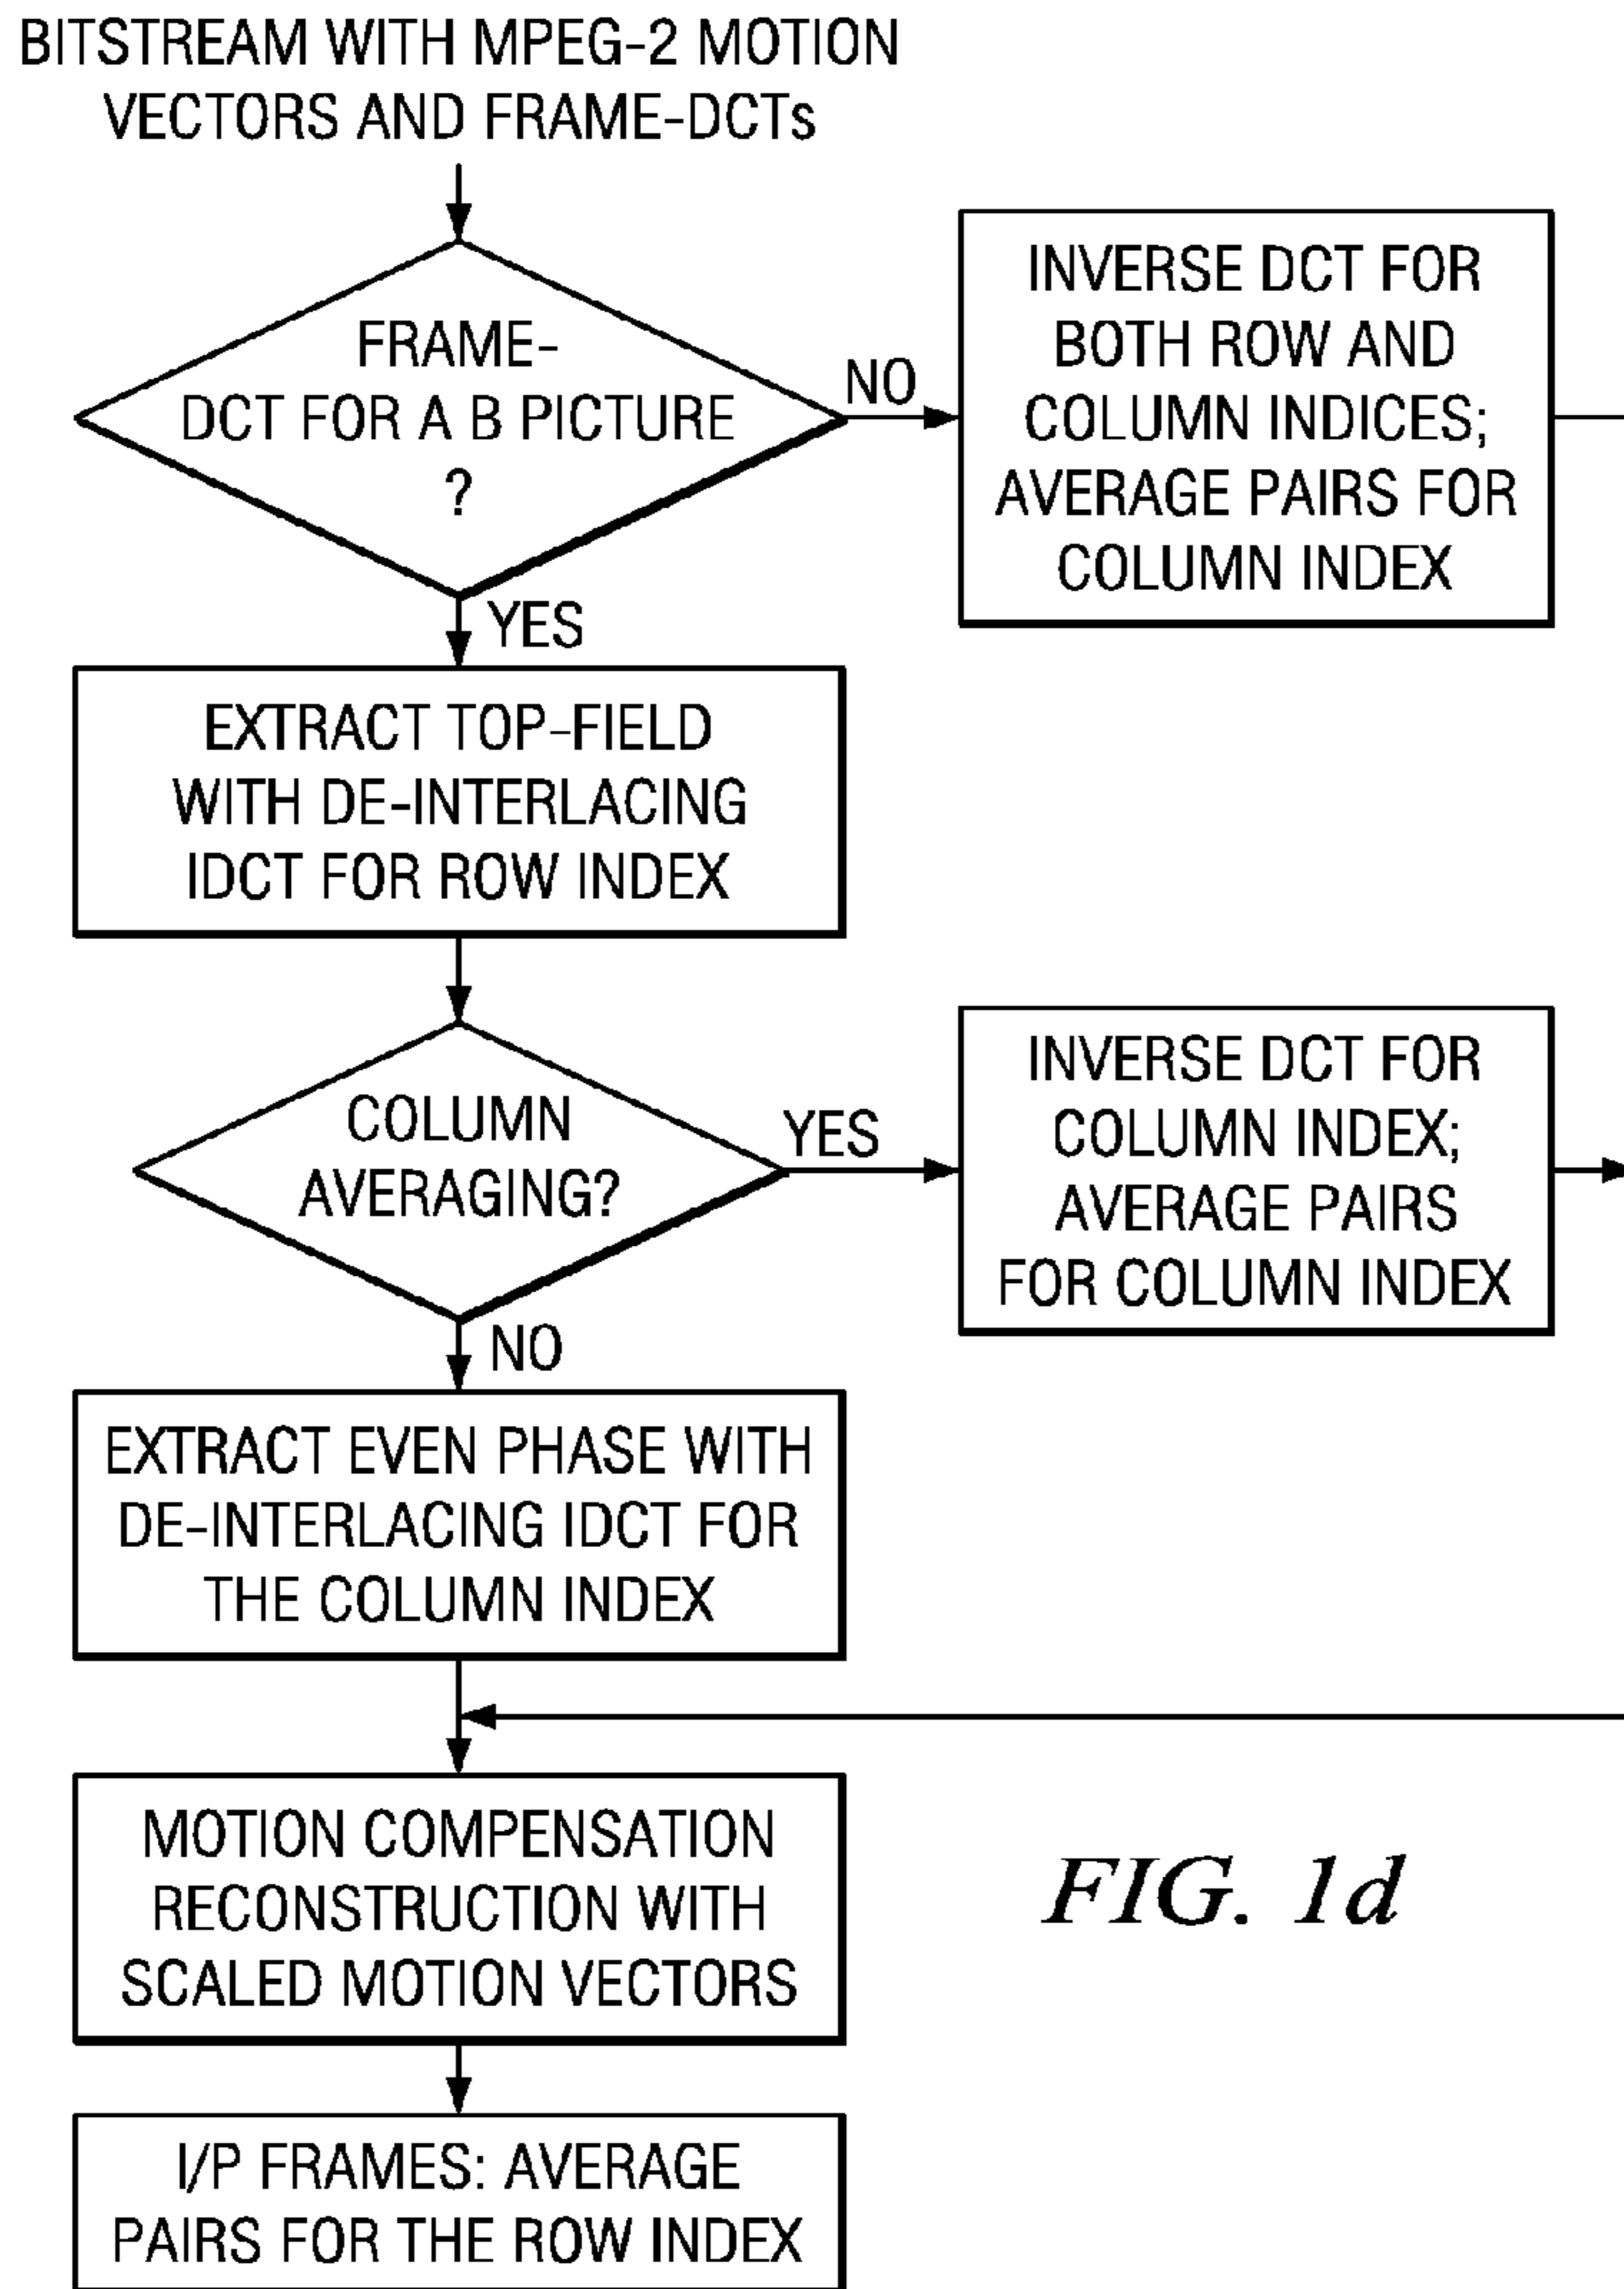 BITSTREAM WITH MPEG-2 MOTION
VECTORS AND FRAME-DCTs
FRAME-
DCT FOR A B PICTURE
?
NO
INVERSE DCT FOR
BOTH ROW AND
COLUMN INDICES;
AVERAGE PAIRS FOR
COLUMN INDEX
YES
EXTRACT TOP-FIELD
WITH DE-INTERLACING
IDCT FOR ROW INDEX
COLUMN
AVERAGING?
YES
INVERSE DCT FOR
COLUMN INDEX;
AVERAGE PAIRS
FOR COLUMN INDEX
NO
EXTRACT EVEN PHASE WITH
DE-INTERLACING IDCT FOR
THE COLUMN INDEX
MOTION COMPENSATION
RECONSTRUCTION WITH
SCALED MOTION VECTORS
FIG. 1d
I/P FRAMES: AVERAGE
PAIRS FOR THE ROW INDEX